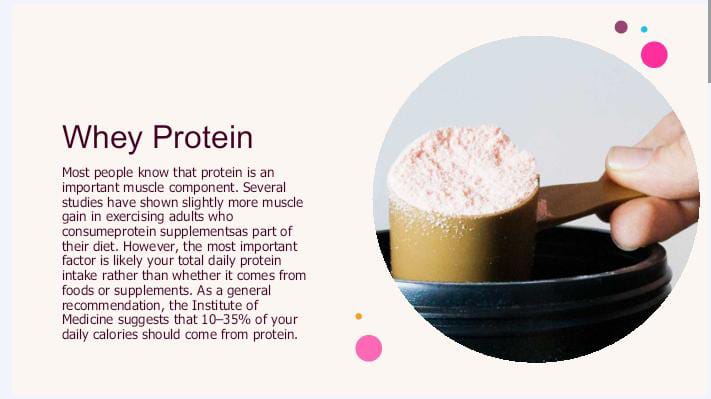 Whey Protein
Most people know that protein is an
important muscle component. Several
studies have shown slightly more muscle
gain in exercising adults who
consumeprotein supplementsas part of
their diet. However, the most important
factor is likely your total daily protein
intake rather than whether it comes from
foods or supplements. As a general
recommendation, the Institute of
Medicine suggests that 10–35% of your
daily calories should come from protein.